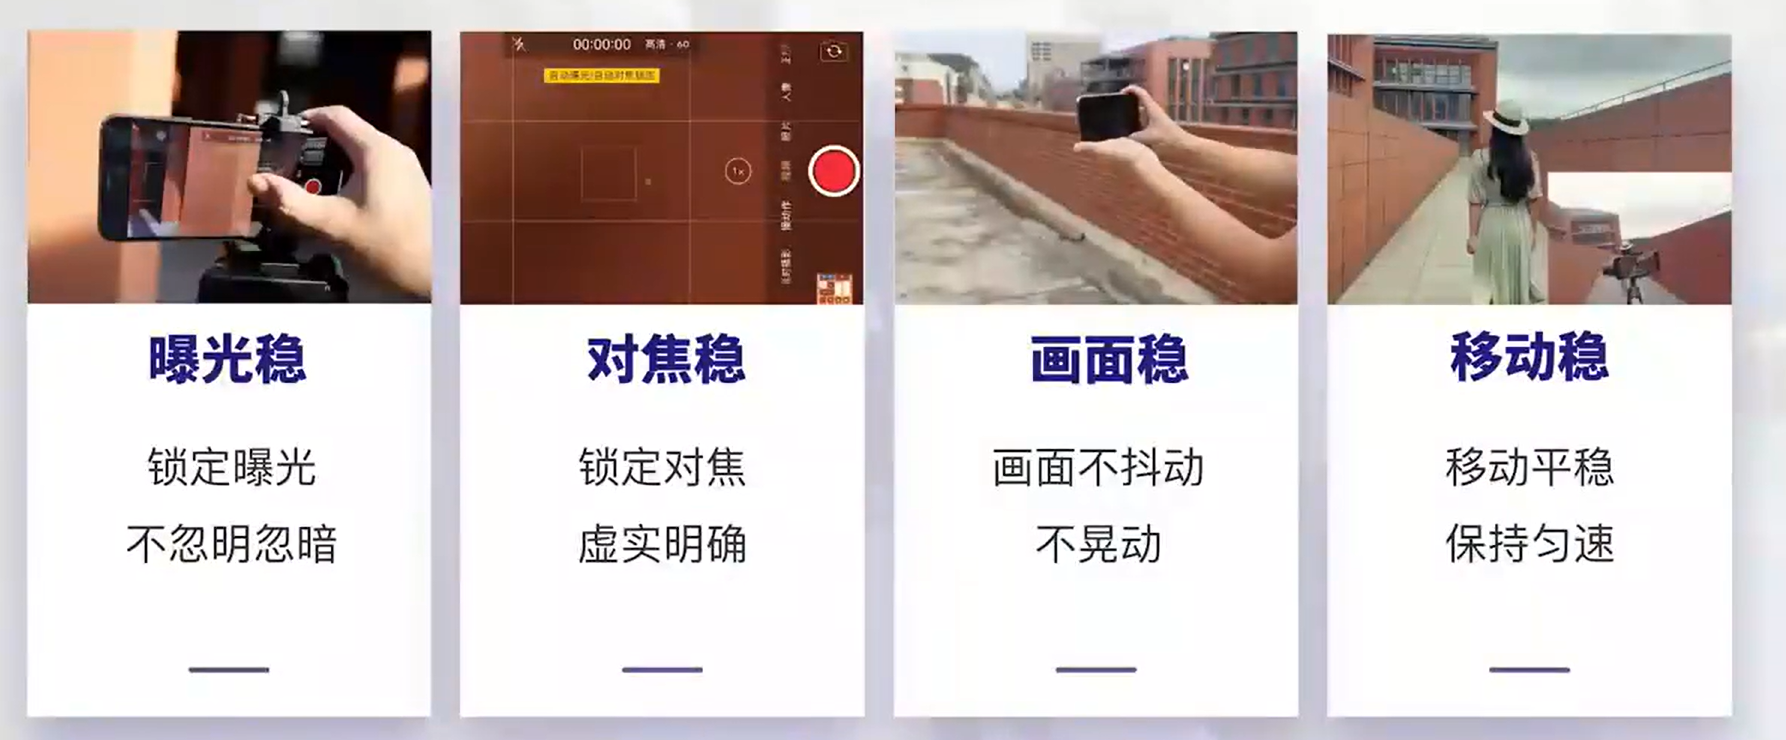 00:00:00 高清 · 60
自动曝光/自动对焦锁定
1x
曝光稳
锁定曝光
不忽明忽暗
对焦稳
锁定对焦
虚实明确
画面稳
画面不抖动
不晃动
移动稳
移动平稳
保持匀速